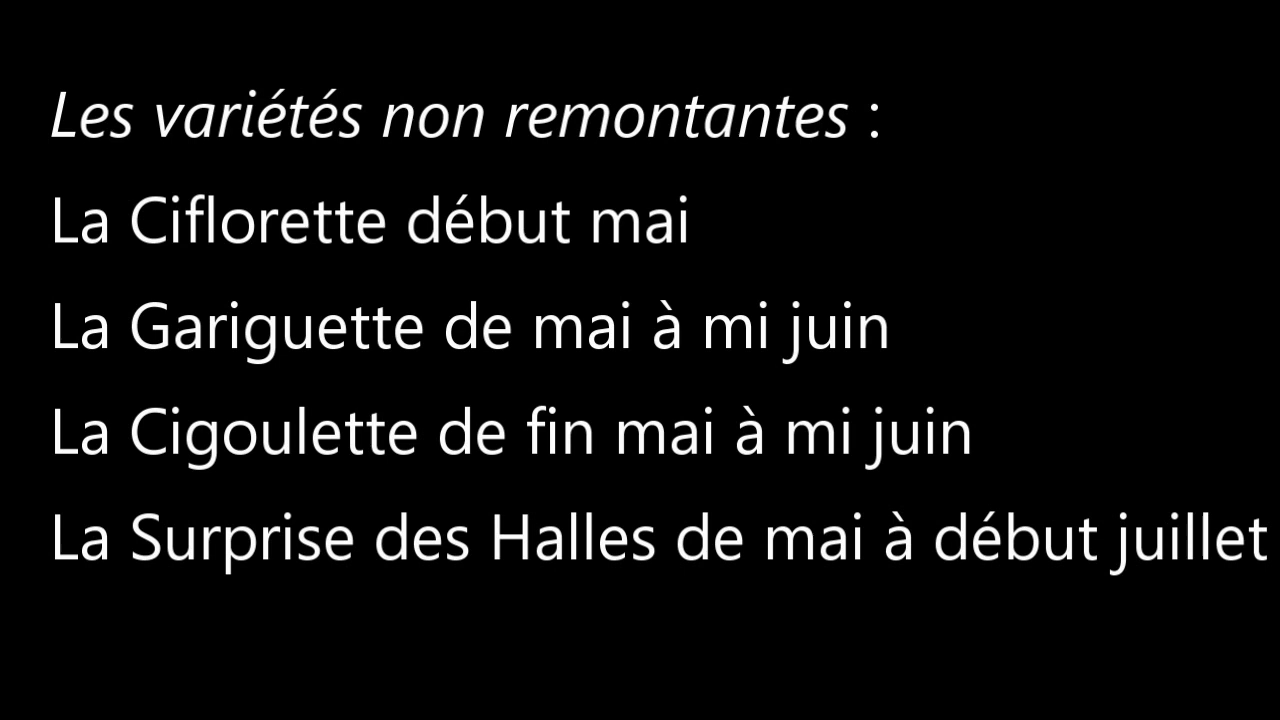 Les variétés non remontantes :
La Ciflorette début mai
La Gariguette de mai à mi juin
La Cigoulette de fin mai à mi juin
La Surprise des Halles de mai à début juillet